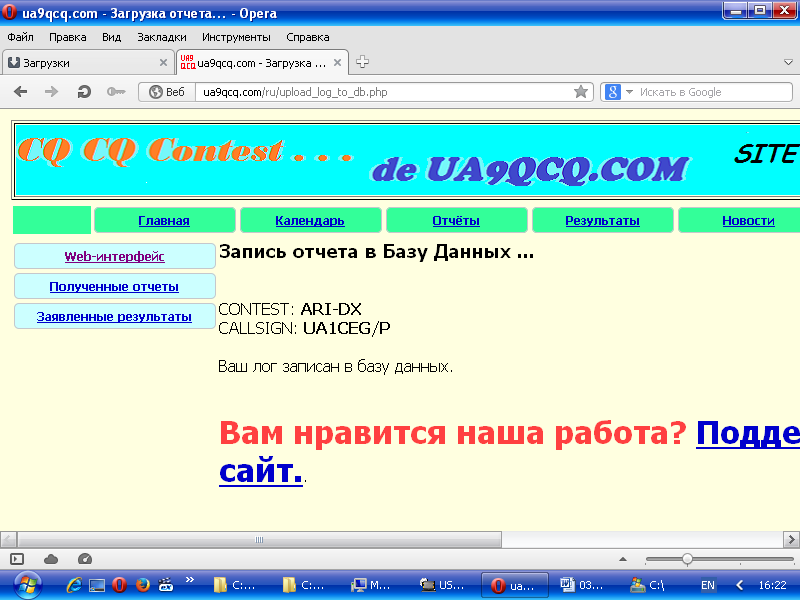 ua9qcq.com - Загрузка отчета... - Opera
Файл Правка Вид Закладки Инструменты Справка
Загрузки
UA9 QCQ ua9qcq.com - Загрузка ...
Веб ua9qcq.com/ru/upload_log_to_db.php
8 Искать в Google
CQ CQ Contest . . . de UA9QCQ.COM SITE
Главная Календарь Отчёты Результаты Новости
Web-интерфейс
Полученные отчеты
Заявленные результаты
Запись отчета в Базу Данных ...
CONTEST: ARI-DX
CALLSIGN: UA1CEG/P
Ваш лог записан в базу данных.
Вам нравится наша работа? Подде
сайт..
C:... C:... M... US... ua... 03... C:\ EN 16:22